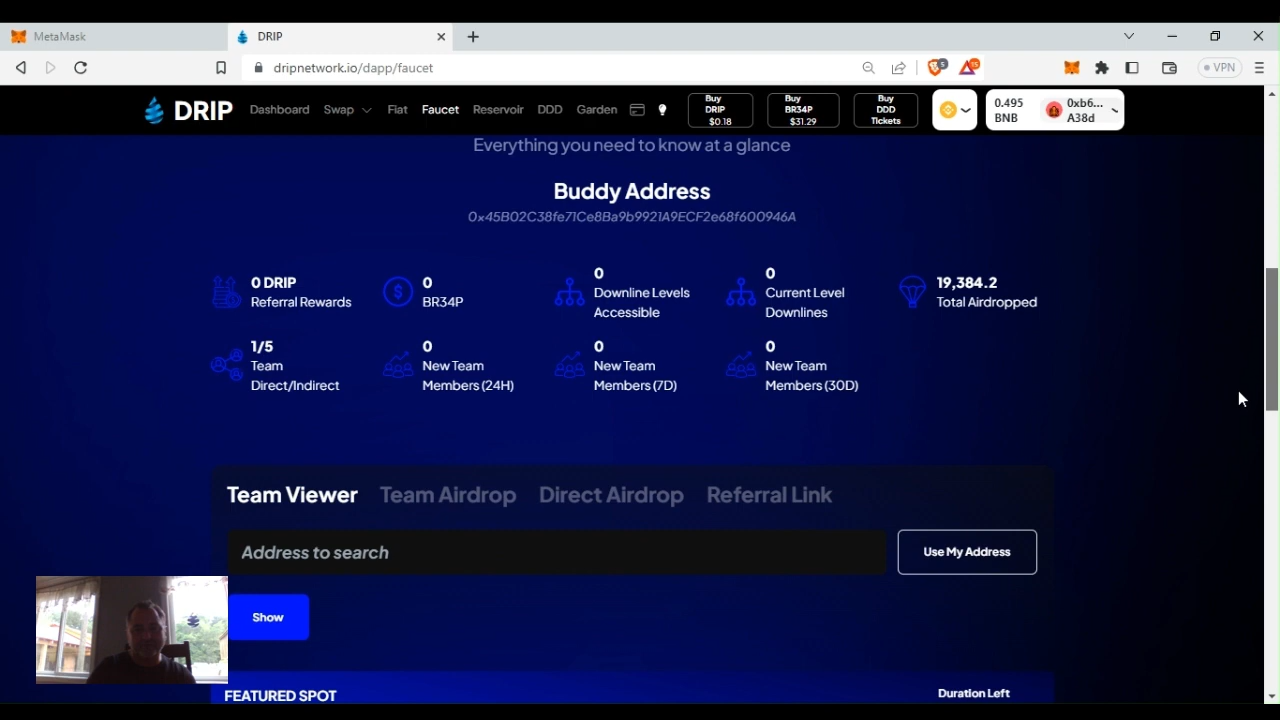 MetaMask
DRIP
dripnetwork.io/dapp/faucet
5
15
VPN
DRIP
Dashboard
Swap
Fiat
Faucet
Reservoir
DDD
Garden
Buy
DRIP
$0.18
Buy
BR34P
$31.29
Buy
DDD
Tickets
0.495
BNB
0xb6...
A38d
Everything you need to know at a glance
Buddy Address
0x45B02C38fe71Ce8Ba9b9921A9ECF2e68f600946A
0 DRIP
Referral Rewards
0
BR34P
0
Downline Levels
Accessible
0
Current Level
Downlines
19,384.2
Total Airdropped
1/5
Team
Direct/Indirect
0
New Team
Members (24H)
0
New Team
Members (7D)
0
New Team
Members (30D)
Team Viewer
Team Airdrop
Direct Airdrop
Referral Link
Address to search
Use My Address
Show
FEATURED SPOT
Duration Left